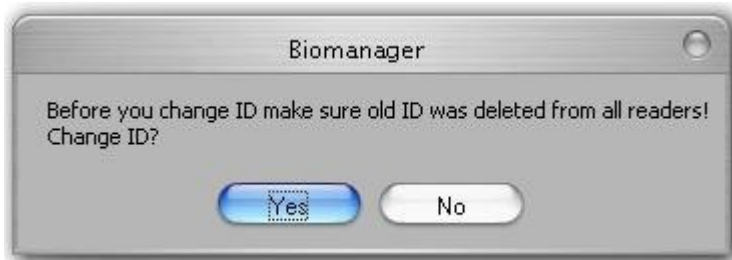 Biomanager
Before you change ID make sure old ID was deleted from all readers!
Change ID?
Yes
No